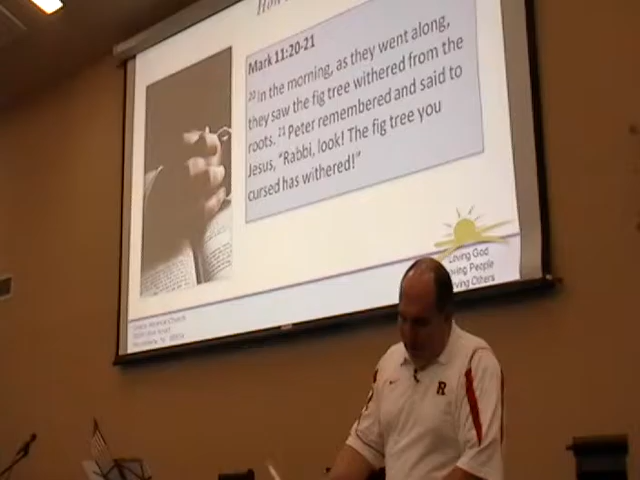 Mark 11:20-21
20 In the morning, as they went along,
they saw the fig tree withered from the
roots. 21 Peter remembered and said to
Jesus, "Rabbi, look! The fig tree you
cursed has withered!"
Loving God
ving People
ving Others
R